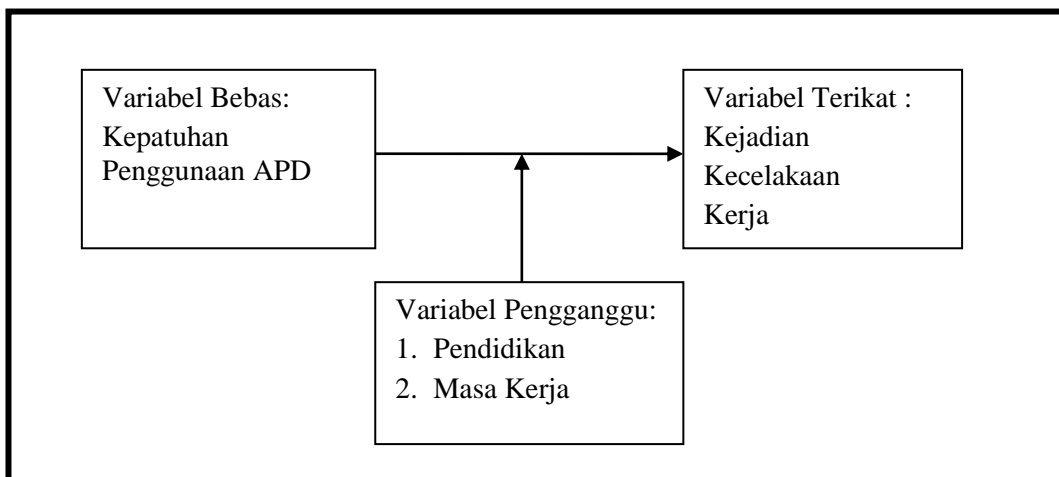 Variabel Bebas:
Kepatuhan
Penggunaan APD
Variabel Terikat :
Kejadian
Kecelakaan
Kerja
Variabel Pengganggu:
1. Pendidikan
2. Masa Kerja